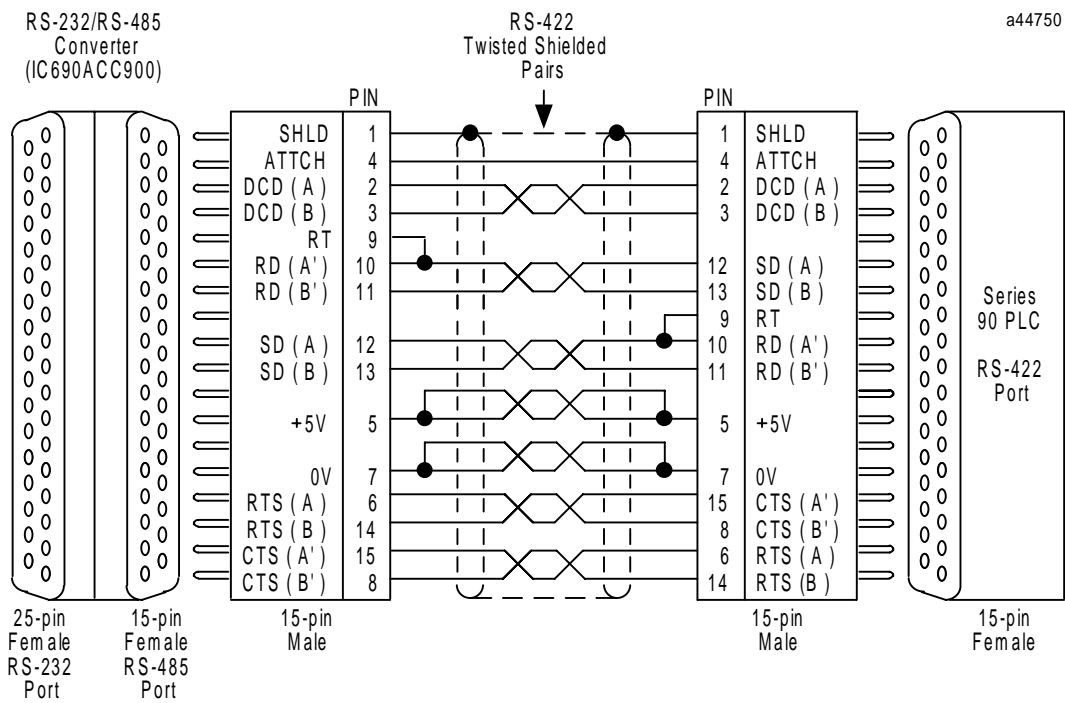 RS-232/RS-485
Converter
(IC690ACC900)
RS-422
Twisted Shielded
Pairs
a44750
PIN
PIN
SHLD 1
1 SHLD
ATTCH 4
4 ATTCH
DCD (A) 2
2 DCD (A)
DCD (B) 3
3 DCD (B)
RT 9
RD (A') 10
12 SD (A)
RD (B') 11
13 SD (B)
9 RT
SD (A) 12
10 RD (A')
SD (B) 13
11 RD (B')
+5V 5
5 +5V
0V 7
7 0V
RTS (A) 6
15 CTS (A')
RTS (B) 14
8 CTS (B')
CTS (A') 15
6 RTS (A)
CTS (B') 8
14 RTS (B)
Series
90 PLC
RS-422
Port
25-pin
Female
RS-232
Port
15-pin
Female
RS-485
Port
15-pin
Male
15-pin
Male
15-pin
Female